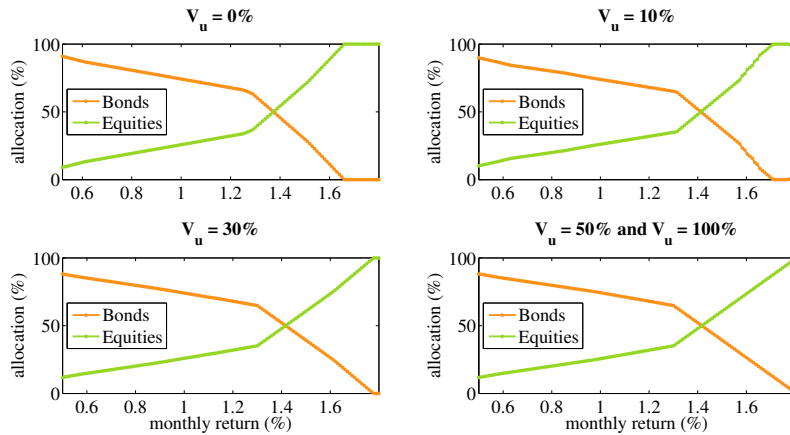 V_u = 0%
100
50
0
allocation (%)
Bonds
Equities
0.6 0.8 1 1.2 1.4 1.6
V_u = 10%
100
50
0
allocation (%)
Bonds
Equities
0.6 0.8 1 1.2 1.4 1.6
V_u = 30%
100
50
0
allocation (%)
Bonds
Equities
0.6 0.8 1 1.2 1.4 1.6
monthly return (%)
V_u = 50% and V_u = 100%
100
50
0
allocation (%)
Bonds
Equities
0.6 0.8 1 1.2 1.4 1.6
monthly return (%)